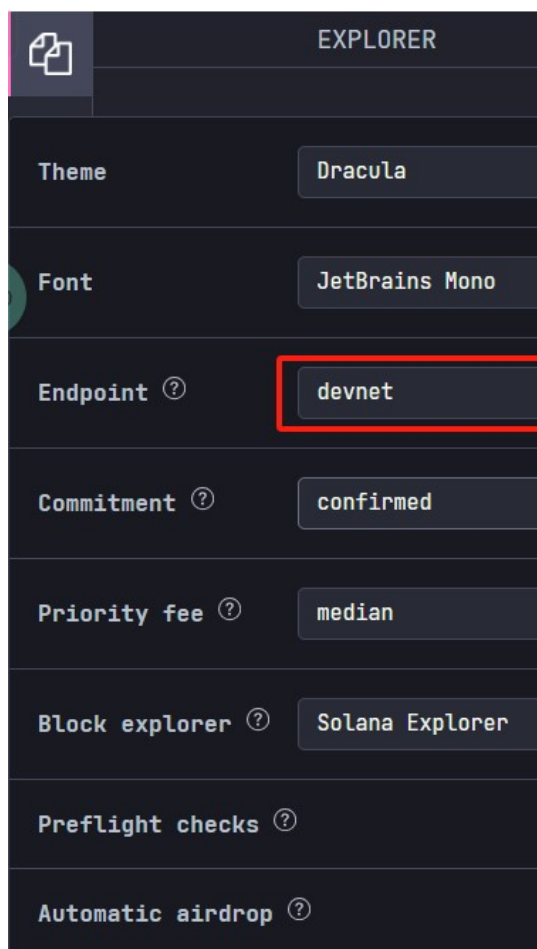 EXPLORER
Theme Dracula
Font JetBrains Mono
Endpoint ? devnet
Commitment ? confirmed
Priority fee ? median
Block explorer ? Solana Explorer
Preflight checks ?
Automatic airdrop ?